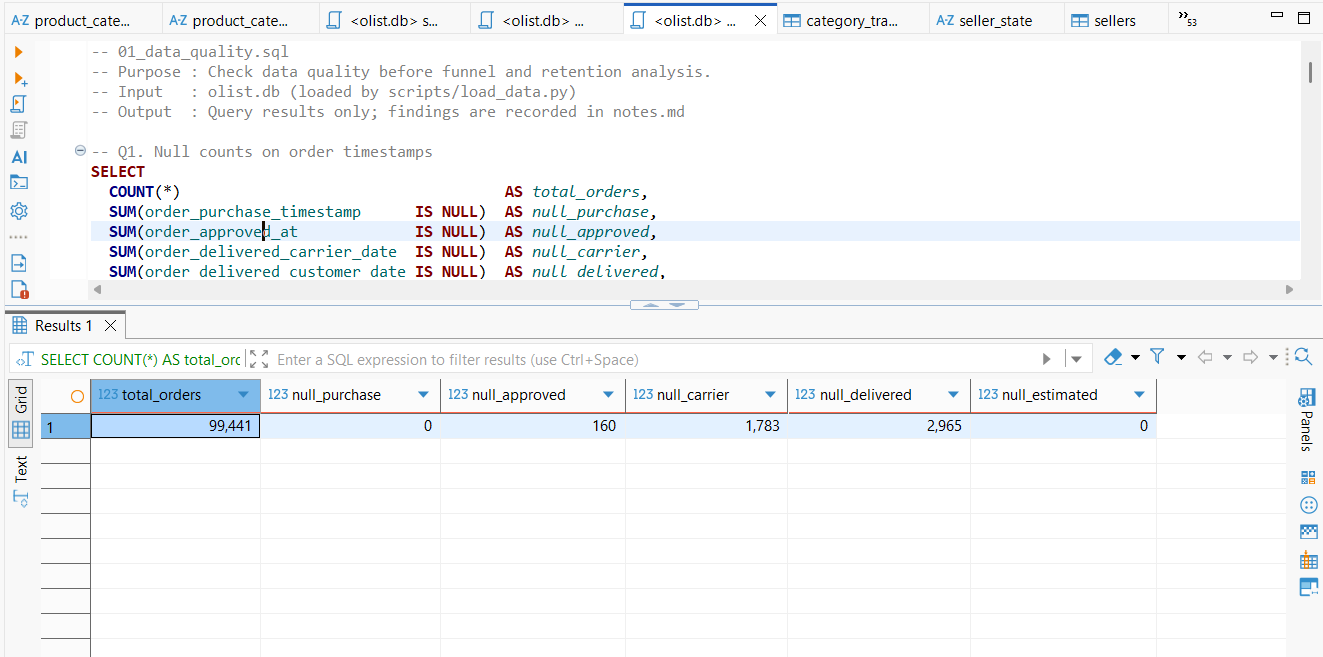 A-Z product_cate...
A-Z product_cate...
<olist.db> s...
<olist.db> ...
<olist.db> ...
category_tra...
A-Z seller_state
sellers
»53
-- 01_data_quality.sql
-- Purpose : Check data quality before funnel and retention analysis.
-- Input   : olist.db (loaded by scripts/load_data.py)
-- Output  : Query results only; findings are recorded in notes.md
-- Q1. Null counts on order timestamps
SELECT
COUNT(*) AS total_orders,
SUM(order_purchase_timestamp IS NULL) AS null_purchase,
SUM(order_approved_at IS NULL) AS null_approved,
SUM(order_delivered_carrier_date IS NULL) AS null_carrier,
SUM(order_delivered_customer_date IS NULL) AS null_delivered,
AI
Results 1
SELECT COUNT(*) AS total_orc
Enter a SQL expression to filter results (use Ctrl+Space)
Grid
Text
Panels
123 total_orders 123 null_purchase 123 null_approved 123 null_carrier 123 null_delivered 123 null_estimated
1 99,441 0 160 1,783 2,965 0